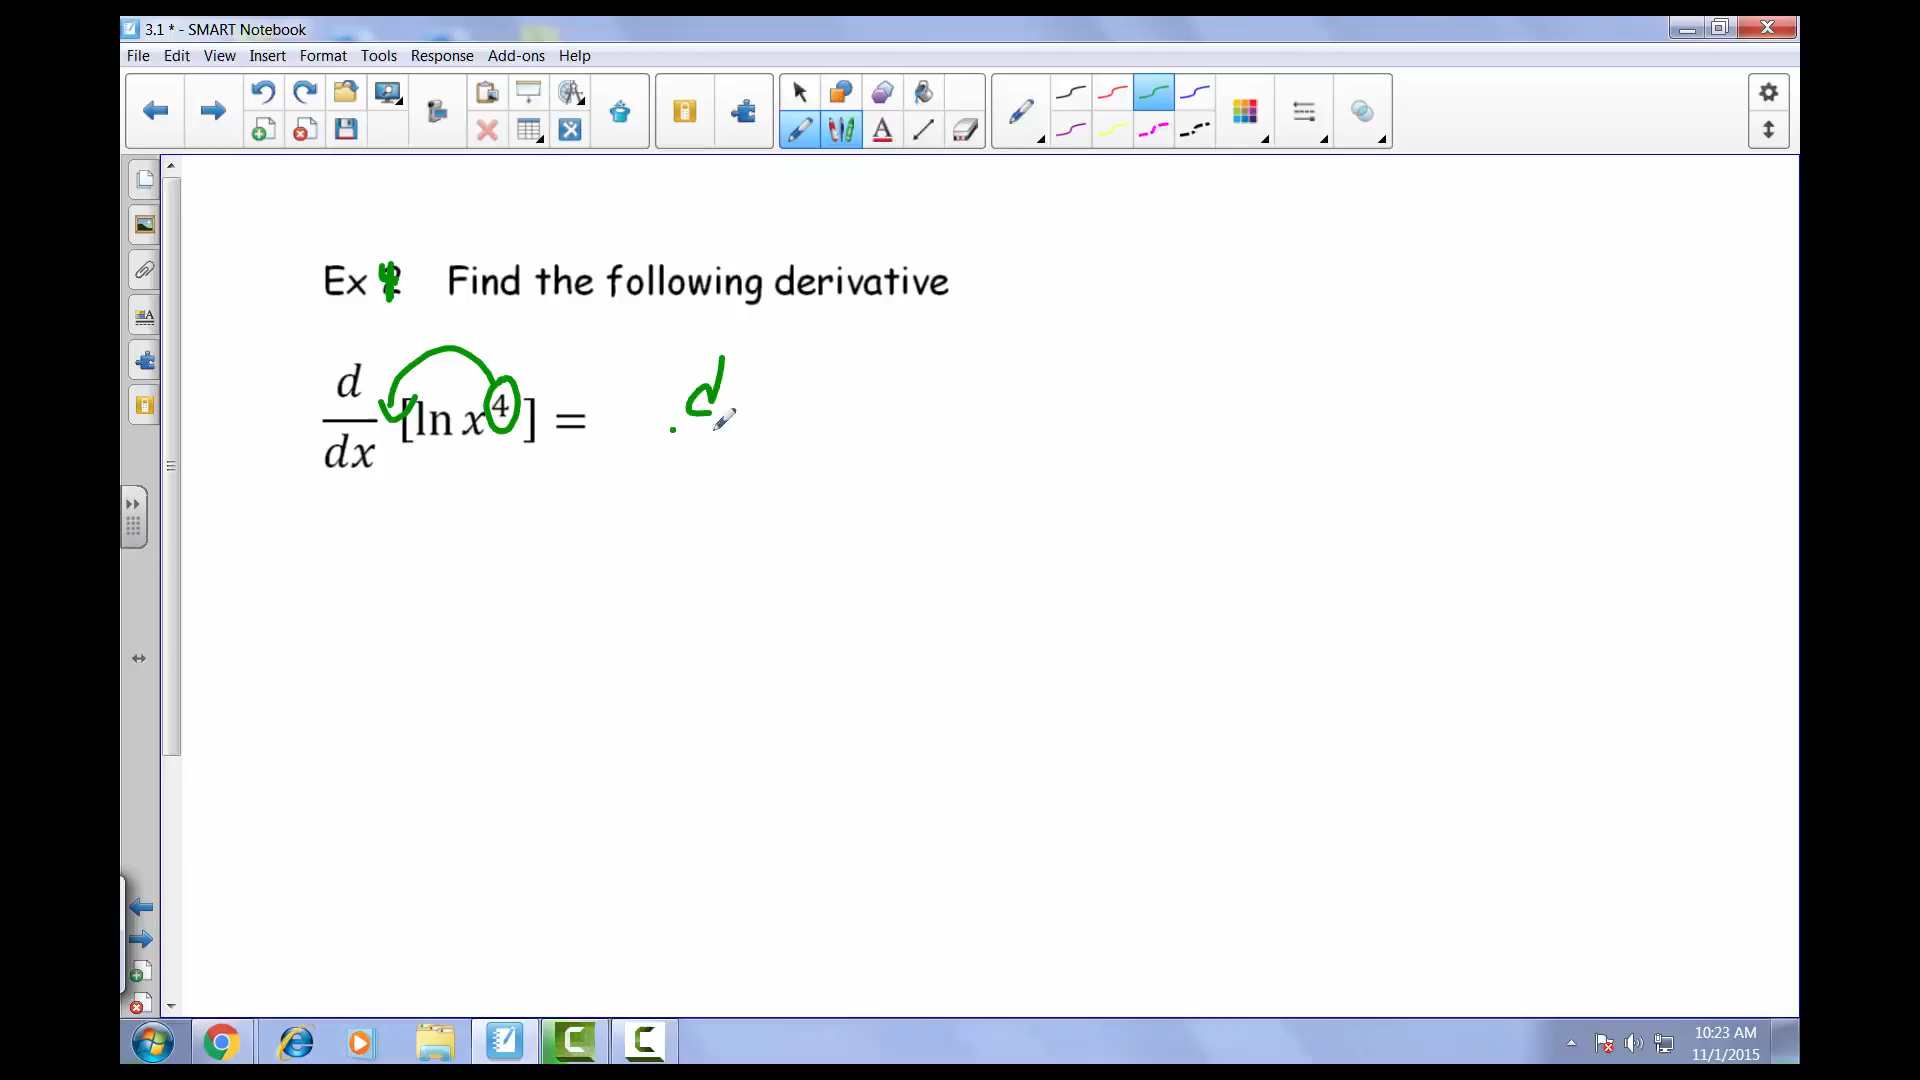 3.1 * - SMART Notebook
File Edit View Insert Format Tools Response Add-ons Help
Ex 4 Find the following derivative
d/dx [ln x⁴] = . d
10:23 AM
11/1/2015